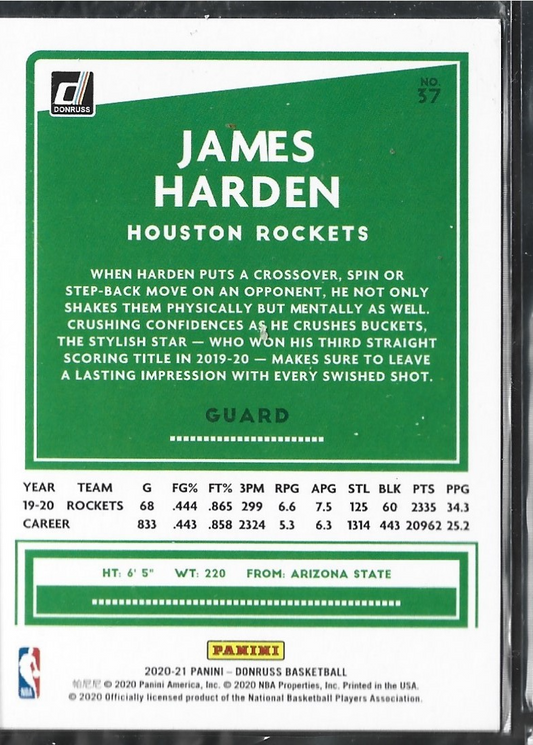 DONRUSS
NO.
37
JAMES
HARDEN
HOUSTON ROCKETS
WHEN HARDEN PUTS A CROSSOVER, SPIN OR
STEP-BACK MOVE ON AN OPPONENT, HE NOT ONLY
SHAKES THEM PHYSICALLY BUT MENTALLY AS WELL.
CRUSHING CONFIDENCES AS HE CRUSHES BUCKETS,
THE STYLISH STAR — WHO WON HIS THIRD STRAIGHT
SCORING TITLE IN 2019-20 — MAKES SURE TO LEAVE
A LASTING IMPRESSION WITH EVERY SWISHED SHOT.
GUARD
YEAR TEAM G FG% FT% 3PM RPG APG STL BLK PTS PPG
19-20 ROCKETS 68 .444 .865 299 6.6 7.5 125 60 2335 34.3
CAREER 833 .443 .858 2324 5.3 6.3 1314 443 20962 25.2
HT: 6' 5" WT: 220 FROM: ARIZONA STATE
PANINI
2020-21 PANINI – DONRUSS BASKETBALL
帕尼尼 © 2020 Panini America, Inc. © 2020 NBA Properties, Inc. Printed in the USA.
© 2020 Officially licensed product of the National Basketball Players Association.
NBA